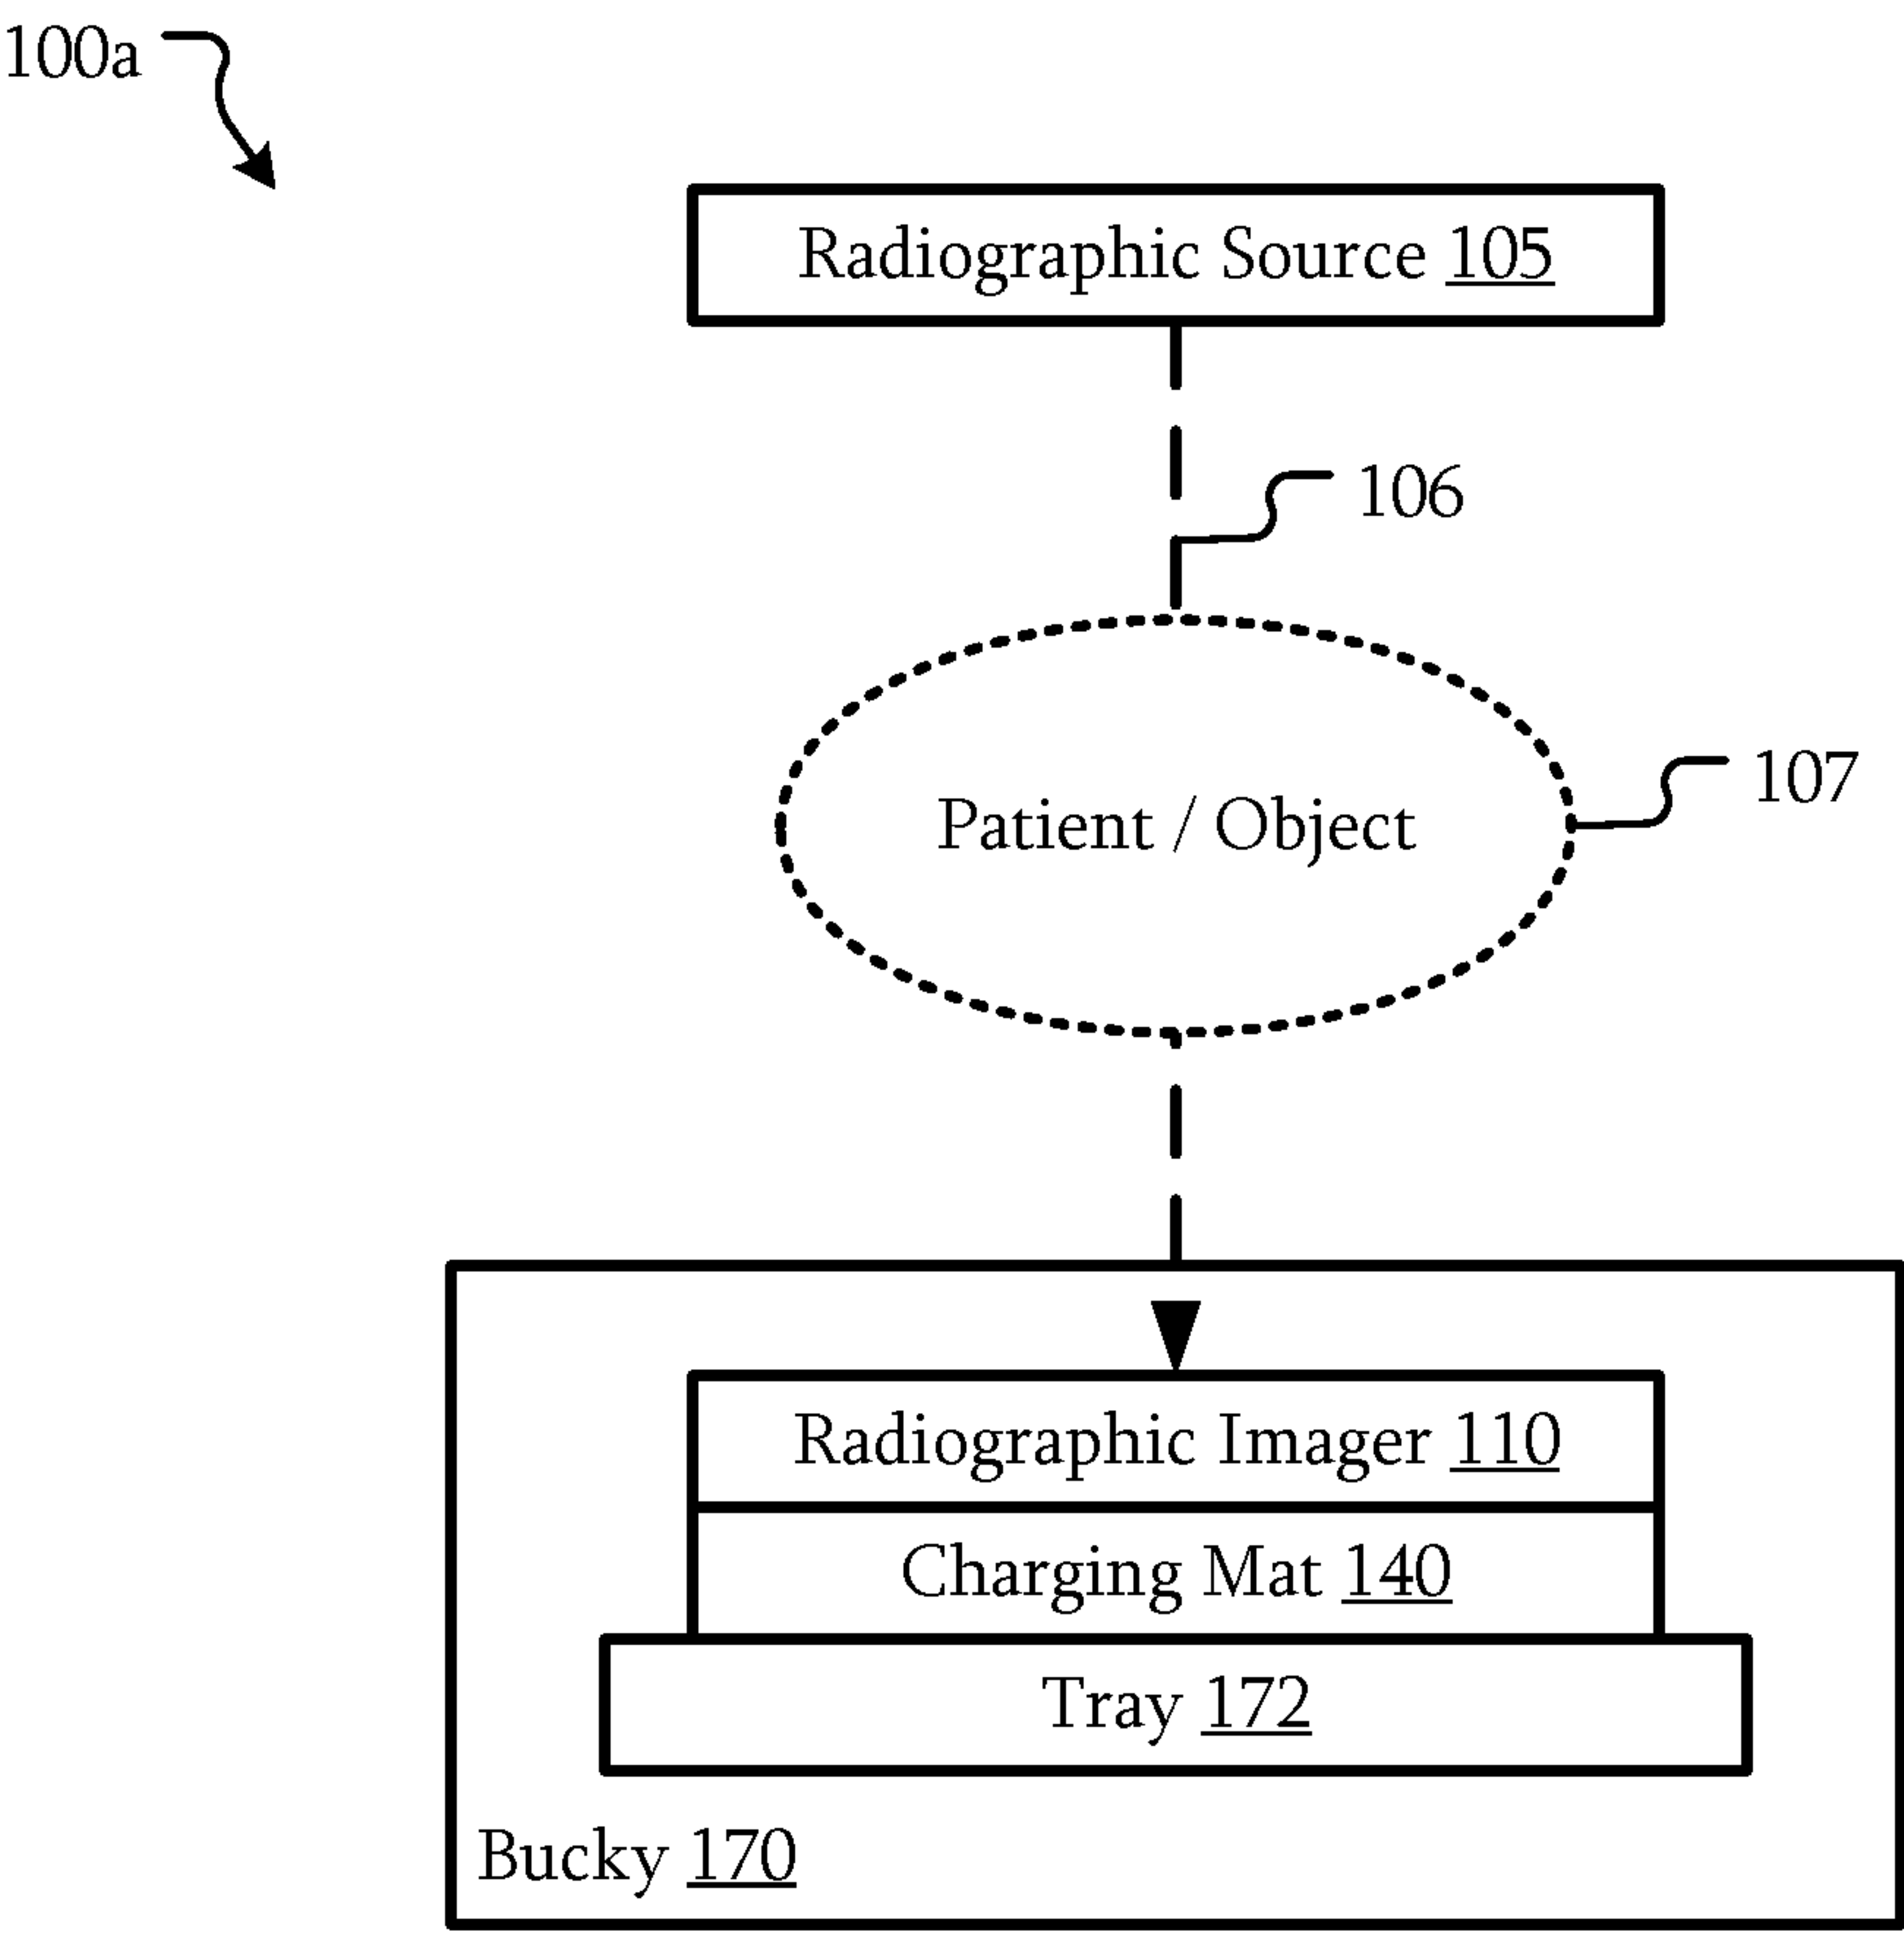 100a
Radiographic Source 105
106
107
Patient / Object
Radiographic Imager 110
Charging Mat 140
Tray 172
Bucky 170